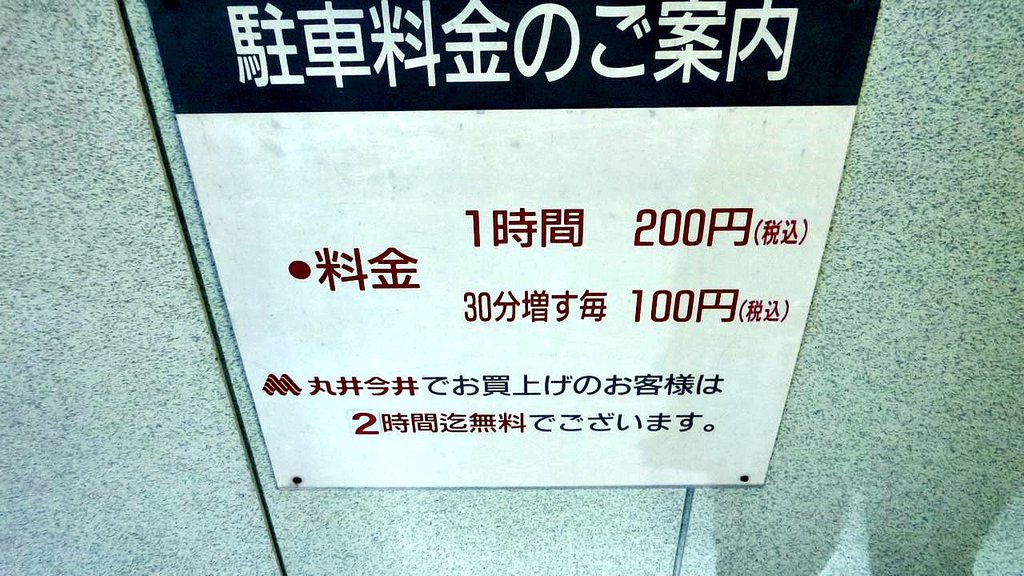 駐車料金のご案内
●料金
1時間 200円(税込)
30分増す毎 100円(税込)
丸井今井でお買上げのお客様は
2時間迄無料でございます。